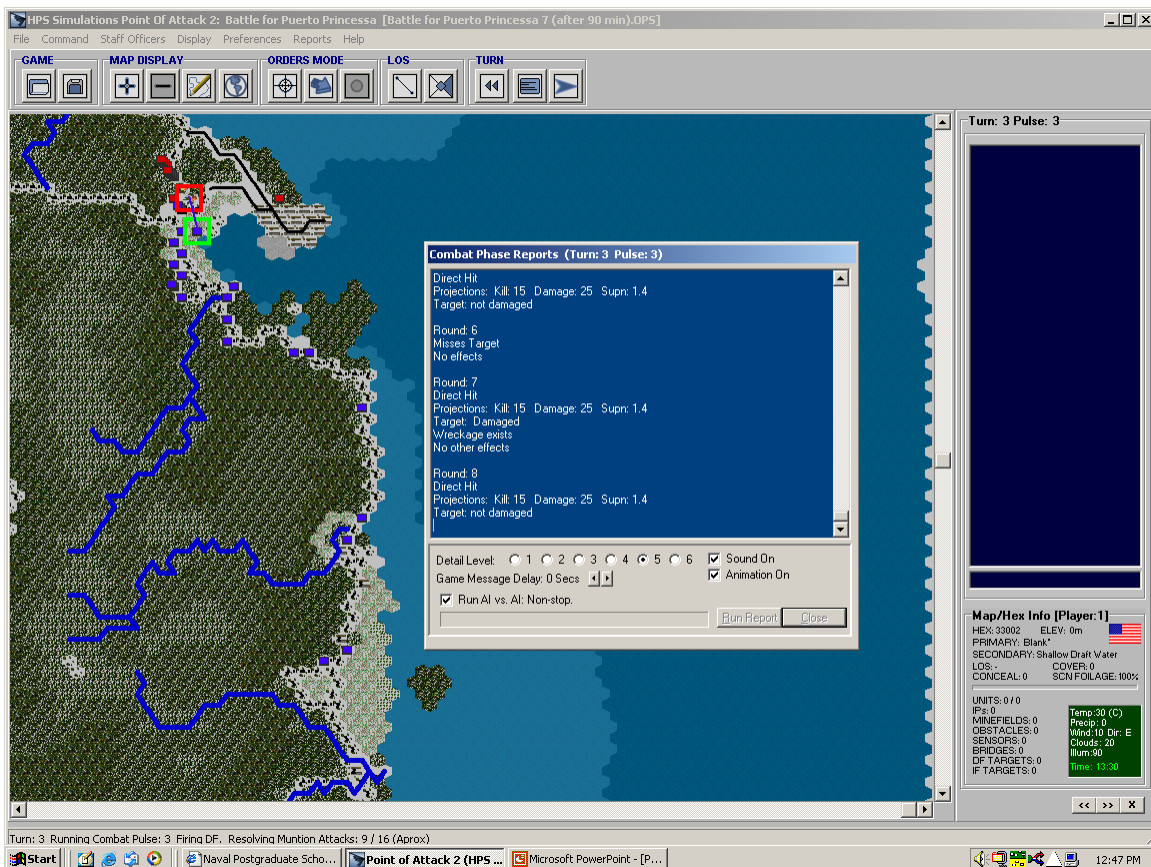 HPS Simulations Point Of Attack 2: Battle for Puerto Princessa [Battle for Puerto Princessa 7 (after 90 min).OPS]
File Command Staff Officers Display Preferences Reports Help
GAME MAP DISPLAY ORDERS MODE LOS TURN
Turn: 3 Pulse: 3
Combat Phase Reports (Turn: 3 Pulse: 3)
Direct Hit
Projections: Kill: 15 Damage: 25 Supn: 1.4
Target: not damaged
Round: 6
Misses Target
No effects
Round: 7
Direct Hit
Projections: Kill: 15 Damage: 25 Supn: 1.4
Target: Damaged
Wreckage exists
No other effects
Round: 8
Direct Hit
Projections: Kill: 15 Damage: 25 Supn: 1.4
Target: not damaged
Detail Level: 1 2 3 4 5 6 Sound On
Game Message Delay: 0 Secs Animation On
Run AI vs. AI: Non-stop.
Run Report Close
Map/Hex Info [Player:1]
HEX: 33002 ELEV: 0m
PRIMARY: Blank"
SECONDARY: Shallow Draft Water
LOS: - COVER: 0
CONCEAL: 0 SCN FOILAGE: 100%
UNITS: 0 / 0
IPs: 0
MINEFIELDS: 0
OBSTACLES: 0
SENSORS: 0
BRIDGES: 0
DF TARGETS: 0
IF TARGETS: 0
Temp:30 (C)
Precip: 0
Wind:10 Dir: E
Clouds: 20
Illum:90
Time: 13:30
<< >> X
Turn: 3 Running Combat Pulse: 3 Firing DF. Resolving Muntion Attacks: 9 / 16 (Aprox)
Start Naval Postgraduate Scho... Point of Attack 2 (HPS ... Microsoft PowerPoint - [P... 12:47 PM